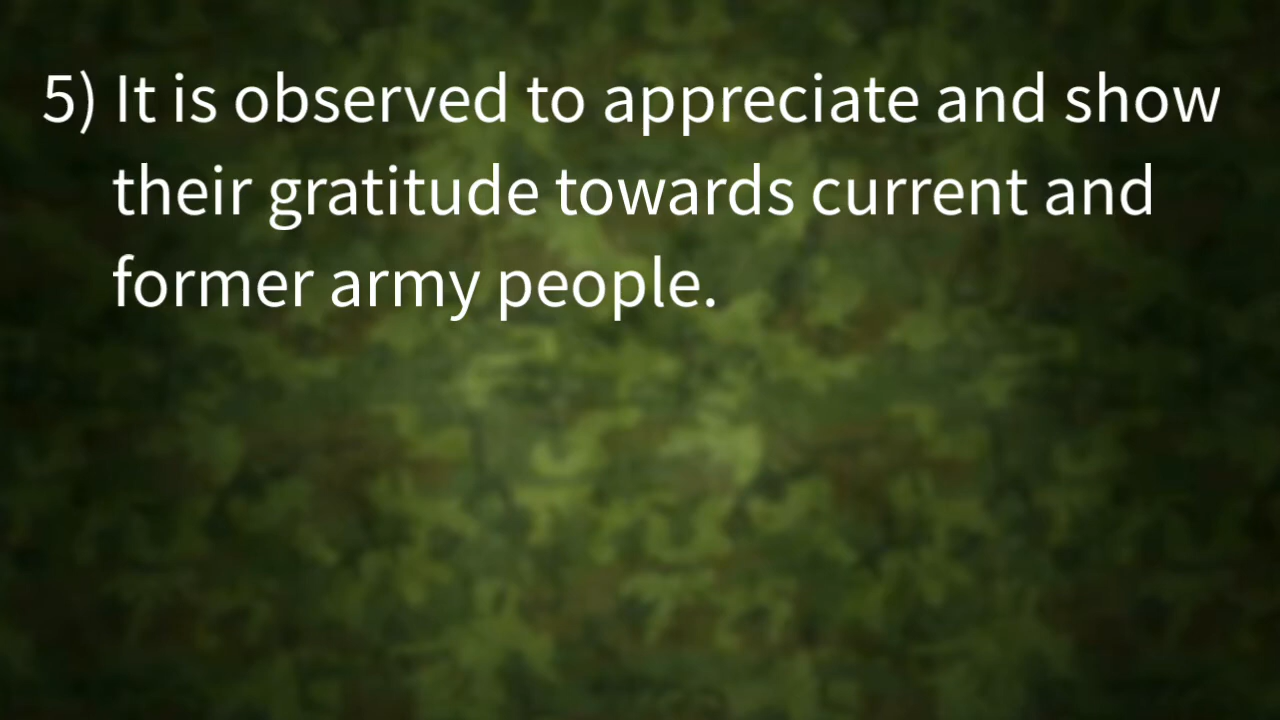 5) It is observed to appreciate and show
their gratitude towards current and
former army people.